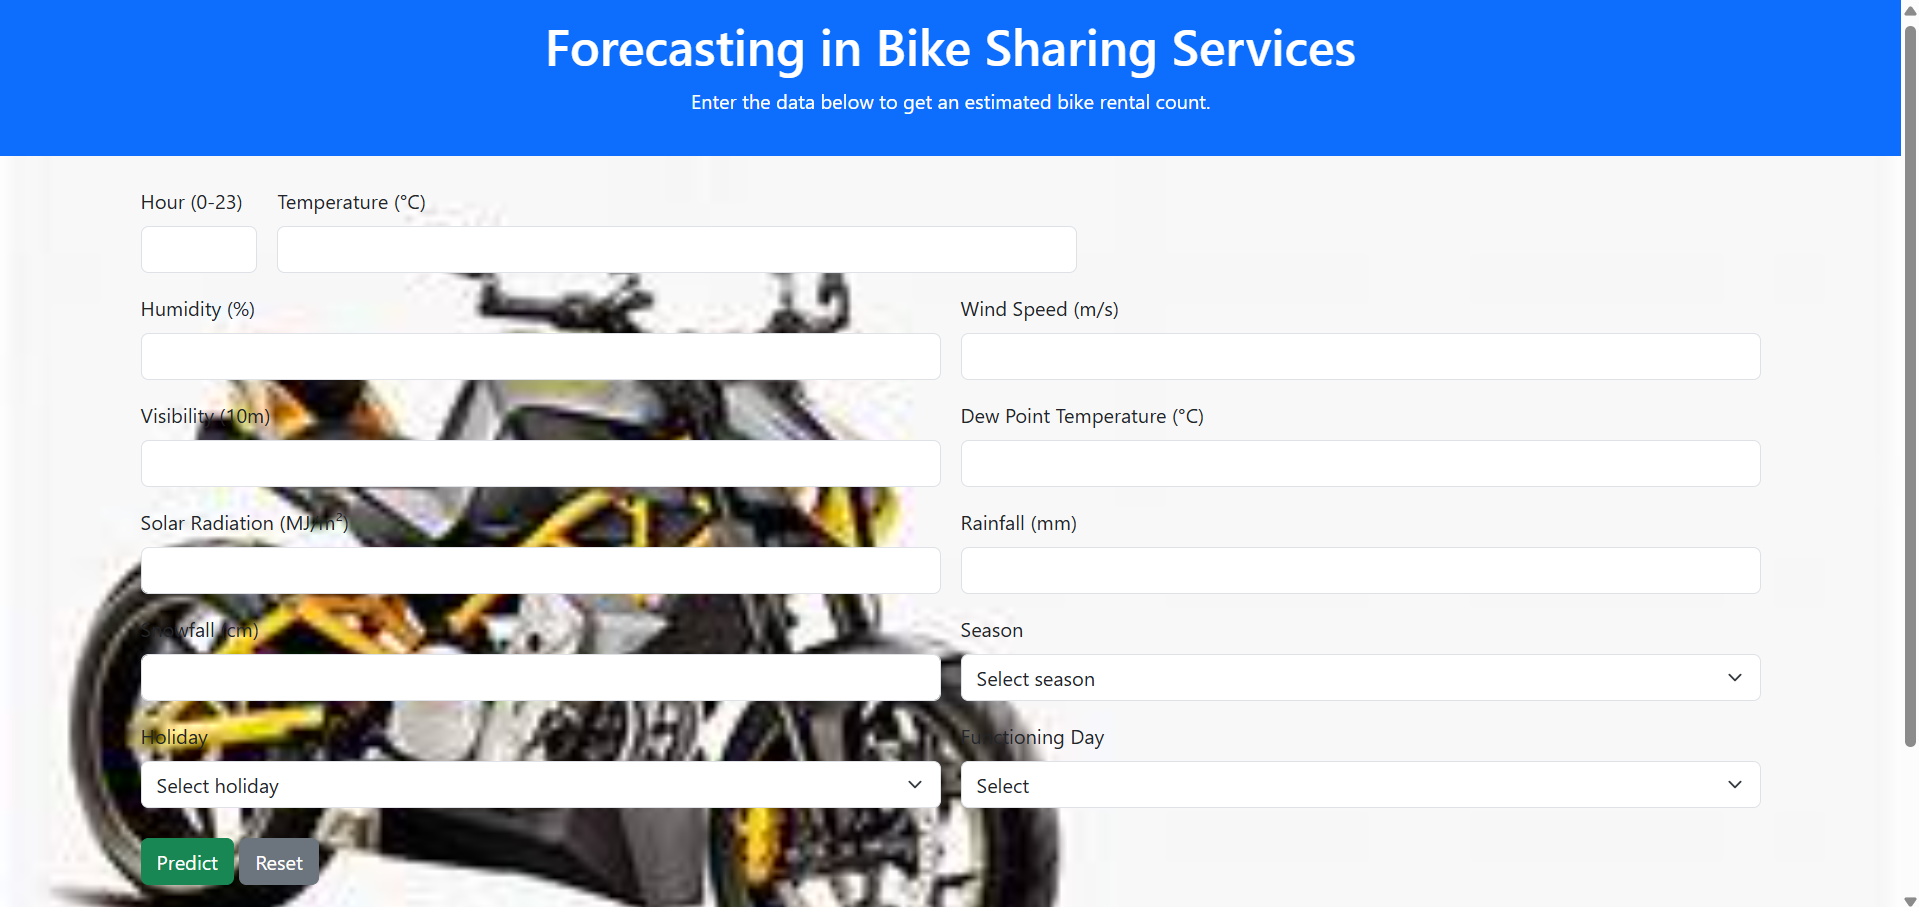 Forecasting in Bike Sharing Services
Enter the data below to get an estimated bike rental count.
Hour (0-23) Temperature (°C)
Humidity (%) Wind Speed (m/s)
Visibility (10m) Dew Point Temperature (°C)
Solar Radiation (MJ/m²) Rainfall (mm)
Snowfall (cm) Season
Select season
Holiday Functioning Day
Select holiday Select
Predict Reset